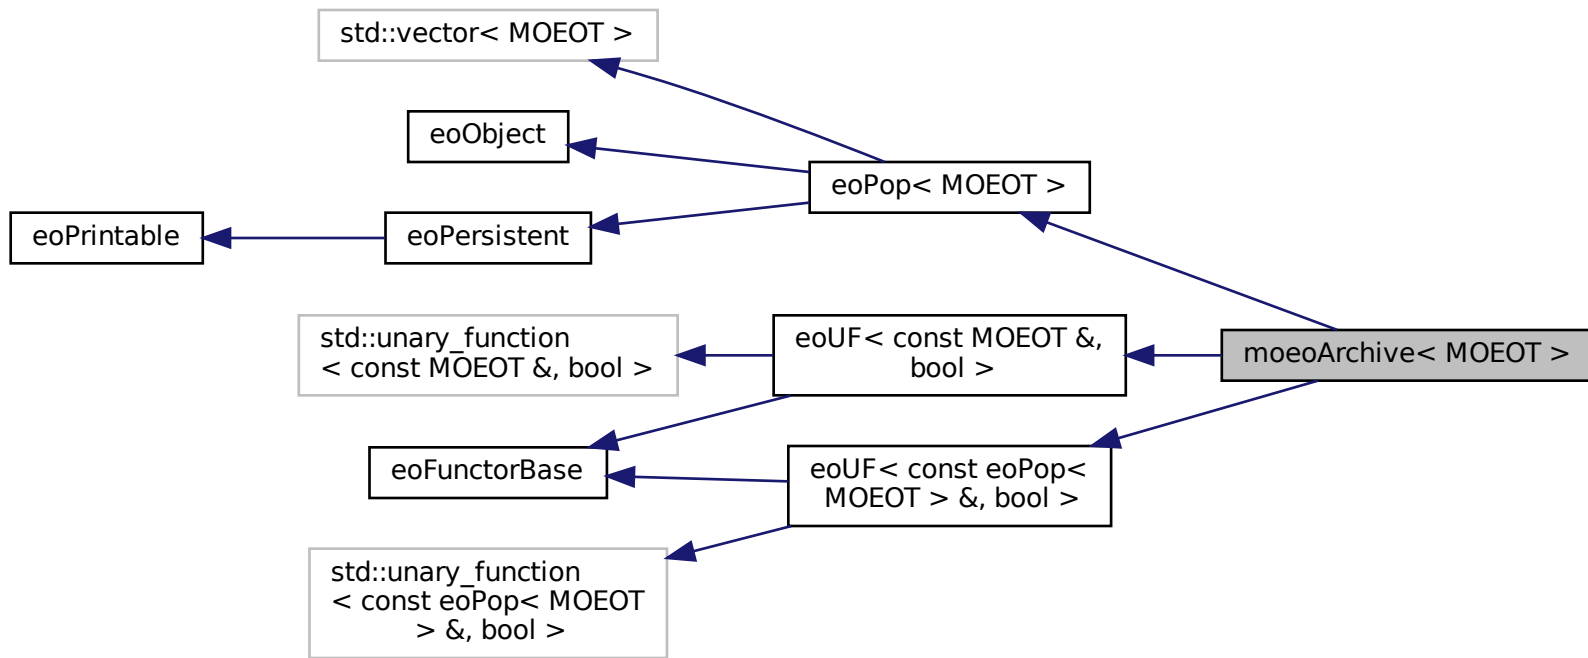 std::vector< MOEOT >
eoObject
eoPop< MOEOT >
eoPrintable
eoPersistent
std::unary_function
< const MOEOT &, bool >
eoUF< const MOEOT &,
bool >
moeoArchive< MOEOT >
eoFunctorBase
eoUF< const eoPop<
MOEOT > &, bool >
std::unary_function
< const eoPop< MOEOT
> &, bool >